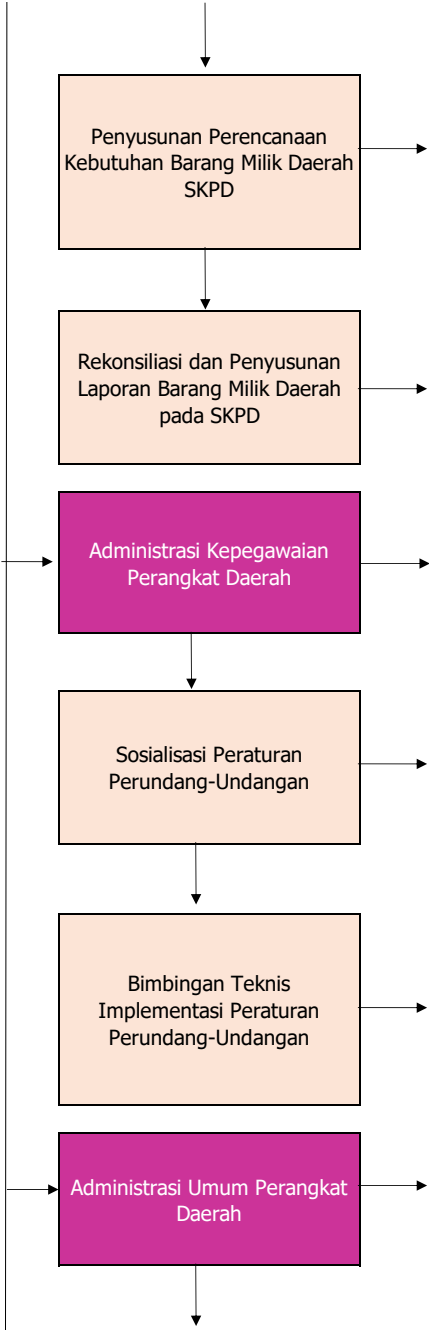 Penyusunan Perencanaan
Kebutuhan Barang Milik Daerah
SKPD
Rekonsiliasi dan Penyusunan
Laporan Barang Milik Daerah
pada SKPD
Administrasi Kepegawaian
Perangkat Daerah
Sosialisasi Peraturan
Perundang-Undangan
Bimbingan Teknis
Implementasi Peraturan
Perundang-Undangan
Administrasi Umum Perangkat
Daerah